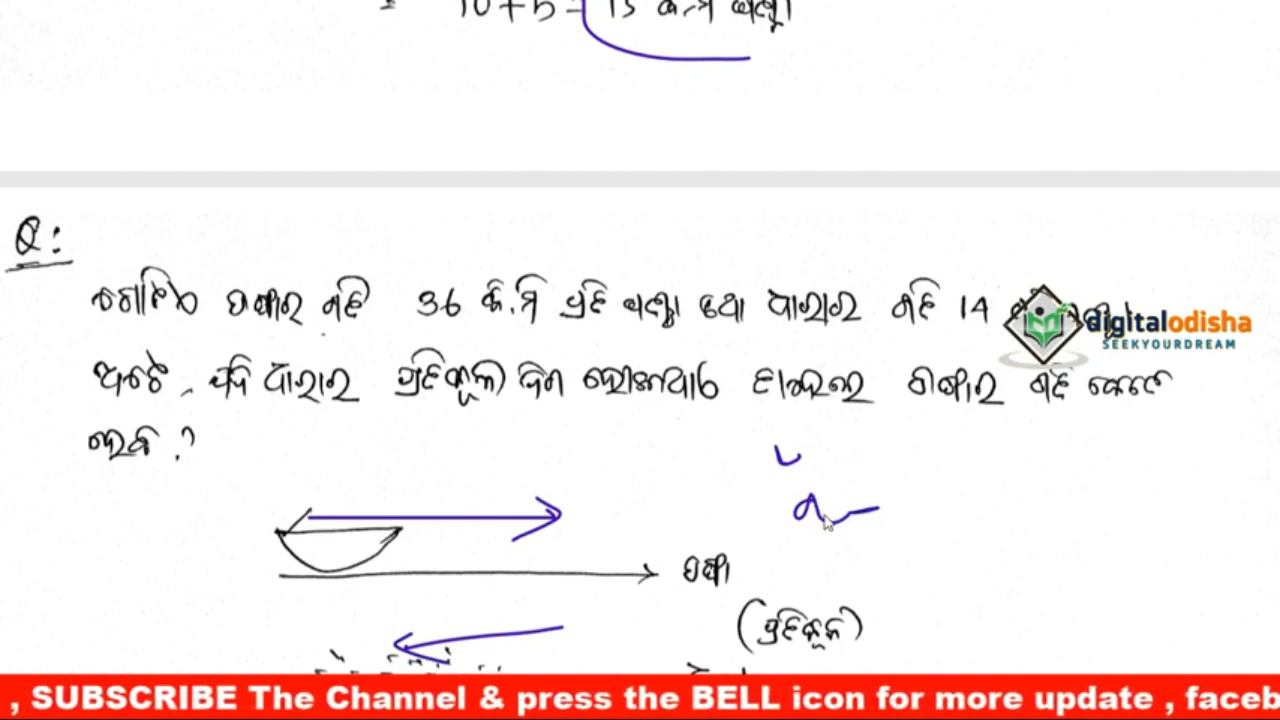 10 + 5 = 15 କି.ମି ଘଣ୍ଟା
Q:
ଗୋଟିଏ ଡଙ୍ଗାର ଗତି 36 କି.ମି ପ୍ରତି ଘଣ୍ଟା ଓ ଧାରାର ଗତି 14
ଅଟେ, ଯଦି ଧାରାର ପ୍ରତିକୂଳ ଦିଗ ହୋଇଥାଏ ତାହେଲେ ଡଙ୍ଗାର ଗତି କେତେ
ହେବ ?
digitalodisha
SEEKYOURDREAM
ଡଙ୍ଗା
(ପ୍ରତିକୂଳ)
, SUBSCRIBE The Channel & press the BELL icon for more update , faceb